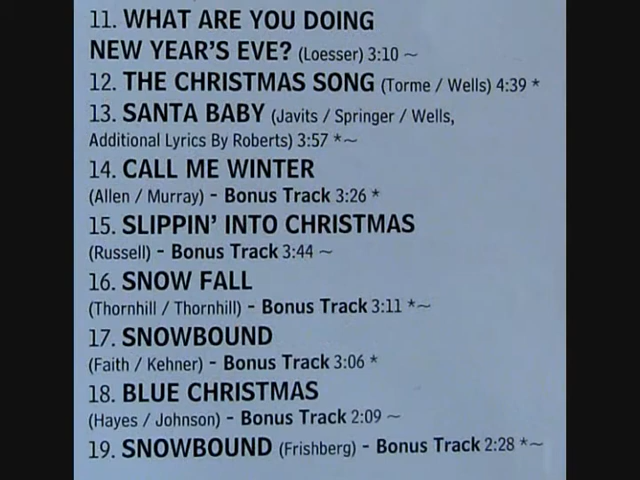 11. WHAT ARE YOU DOING
NEW YEAR'S EVE? (Loesser) 3:10 ~
12. THE CHRISTMAS SONG (Torme / Wells) 4:39 *
13. SANTA BABY (Javits / Springer / Wells,
Additional Lyrics By Roberts) 3:57 *~
14. CALL ME WINTER
(Allen / Murray) - Bonus Track 3:26 *
15. SLIPPIN' INTO CHRISTMAS
(Russell) - Bonus Track 3:44 ~
16. SNOW FALL
(Thornhill / Thornhill) - Bonus Track 3:11 *~
17. SNOWBOUND
(Faith / Kehner) - Bonus Track 3:06 *
18. BLUE CHRISTMAS
(Hayes / Johnson) - Bonus Track 2:09 ~
19. SNOWBOUND (Frishberg) - Bonus Track 2:28 *~